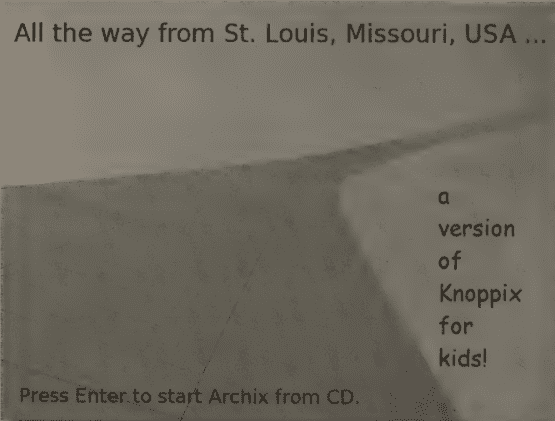 All the way from St. Louis, Missouri, USA ...
a
version
of
Knoppix
for
kids!
Press Enter to start Archix from CD.